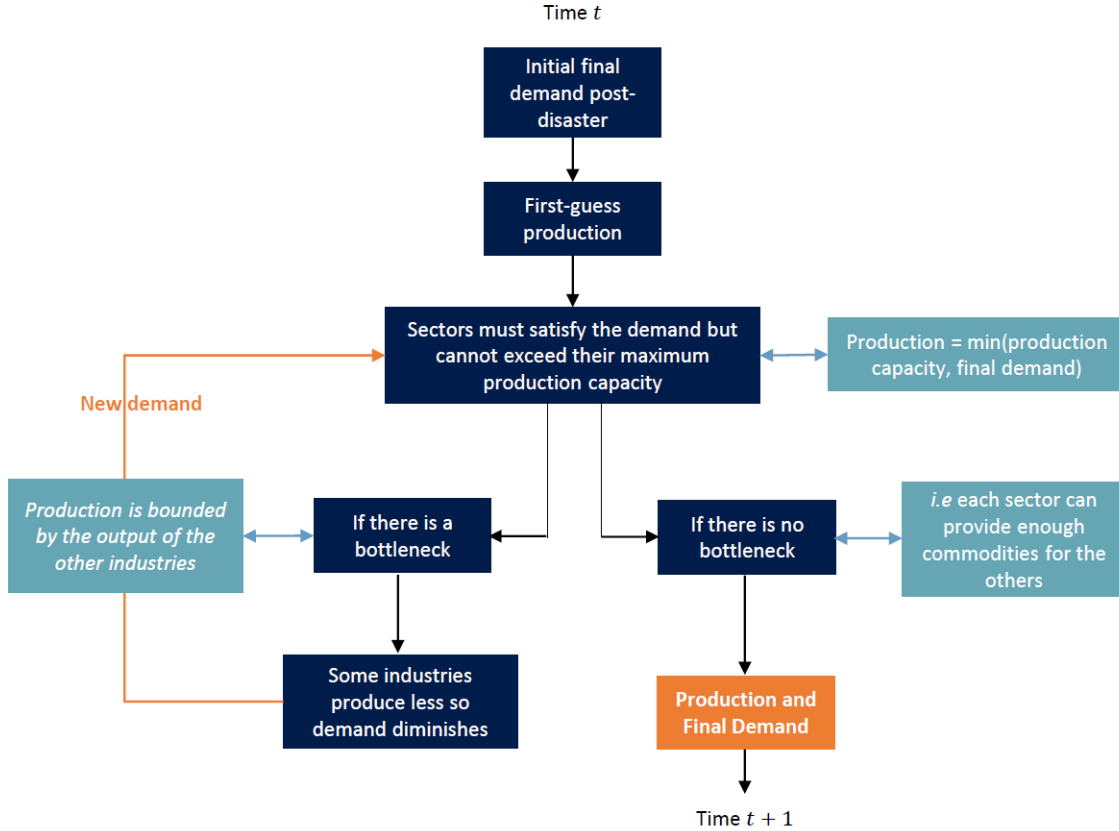 Time t
Initial final
demand post-
disaster
First-guess
production
Sectors must satisfy the demand but
cannot exceed their maximum
production capacity
Production = min(production
capacity, final demand)
New demand
Production is bounded
by the output of the
other industries
If there is a
bottleneck
If there is no
bottleneck
i.e each sector can
provide enough
commodities for the
others
Some industries
produce less so
demand diminishes
Production and
Final Demand
Time t + 1